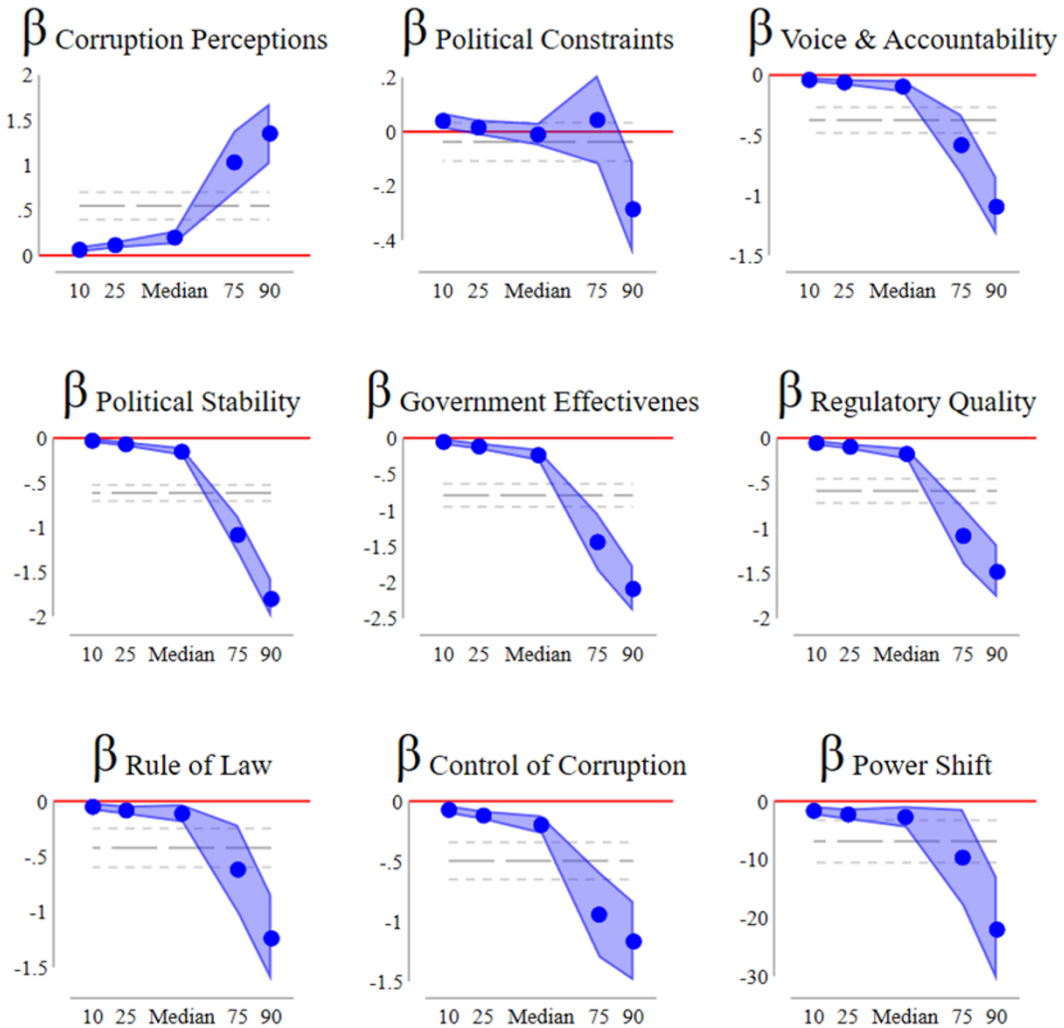 β Corruption Perceptions
2
1.5
1
.5
0
10 25 Median 75 90
β Political Constraints
.2
0
-.2
-.4
10 25 Median 75 90
β Voice & Accountability
0
-.5
-1
-1.5
10 25 Median 75 90
β Political Stability
0
-.5
-1
-1.5
-2
10 25 Median 75 90
β Government Effectivenes
0
-.5
-1
-1.5
-2
-2.5
10 25 Median 75 90
β Regulatory Quality
0
-.5
-1
-1.5
-2
10 25 Median 75 90
β Rule of Law
0
-.5
-1
-1.5
10 25 Median 75 90
β Control of Corruption
0
-.5
-1
-1.5
10 25 Median 75 90
β Power Shift
0
-10
-20
-30
10 25 Median 75 90